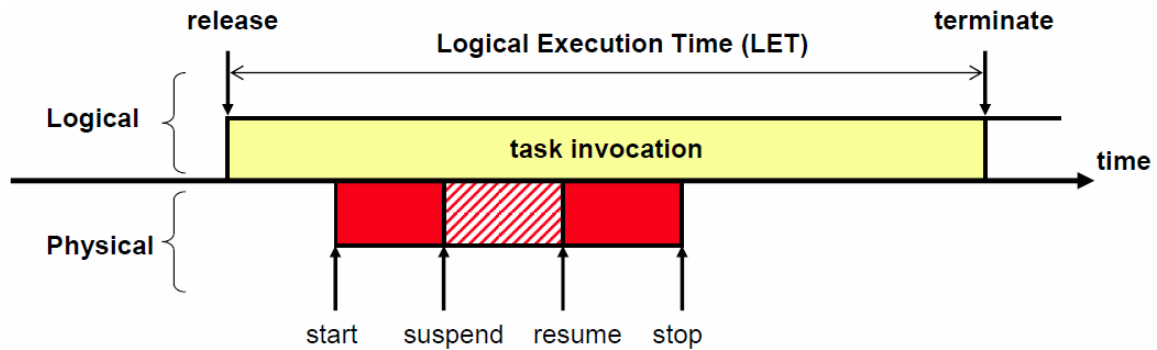 release
terminate
Logical Execution Time (LET)
Logical
task invocation
time
Physical
start
suspend
resume
stop